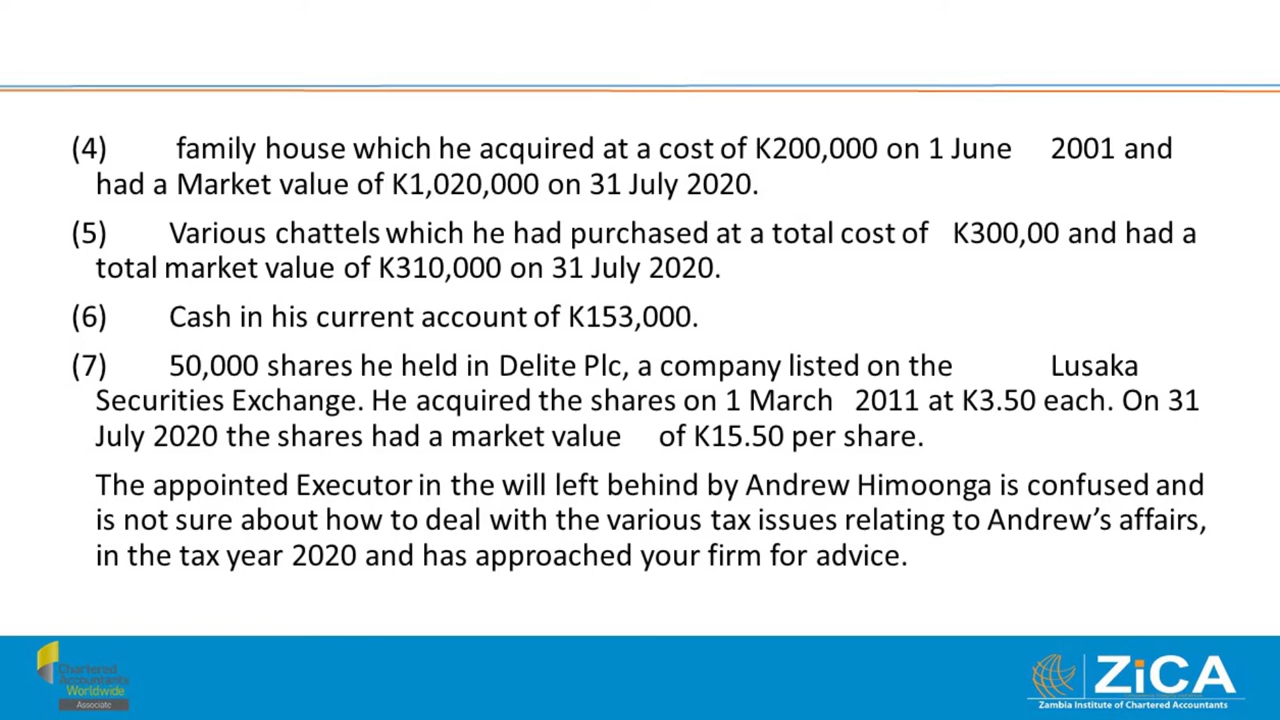 (4) family house which he acquired at a cost of K200,000 on 1 June 2001 and
had a Market value of K1,020,000 on 31 July 2020.
(5) Various chattels which he had purchased at a total cost of K300,00 and had a
total market value of K310,000 on 31 July 2020.
(6) Cash in his current account of K153,000.
(7) 50,000 shares he held in Delite Plc, a company listed on the Lusaka
Securities Exchange. He acquired the shares on 1 March 2011 at K3.50 each. On 31
July 2020 the shares had a market value of K15.50 per share.
The appointed Executor in the will left behind by Andrew Himoonga is confused and
is not sure about how to deal with the various tax issues relating to Andrew's affairs,
in the tax year 2020 and has approached your firm for advice.
Chartered
Accountants
Worldwide
Associate
ZiCA
Zambia Institute of Chartered Accountants